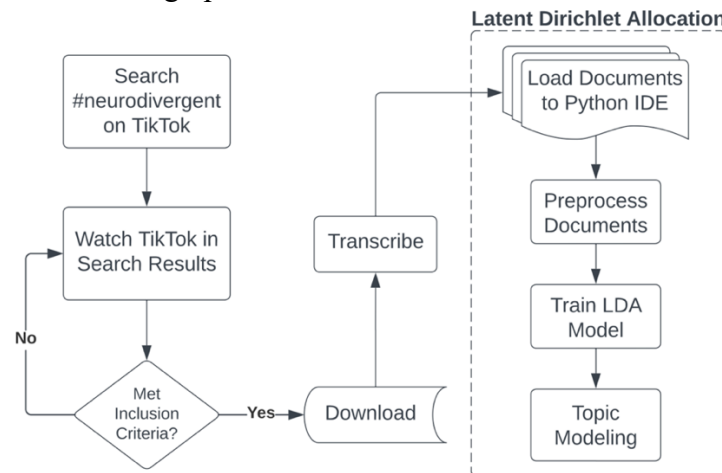 Latent Dirichlet Allocation
Search
#neurodivergent
on TikTok
Watch TikTok in
Search Results
No
Met
Inclusion
Criteria?
Yes
Download
Transcribe
Load Documents
to Python IDE
Preprocess
Documents
Train LDA
Model
Topic
Modeling